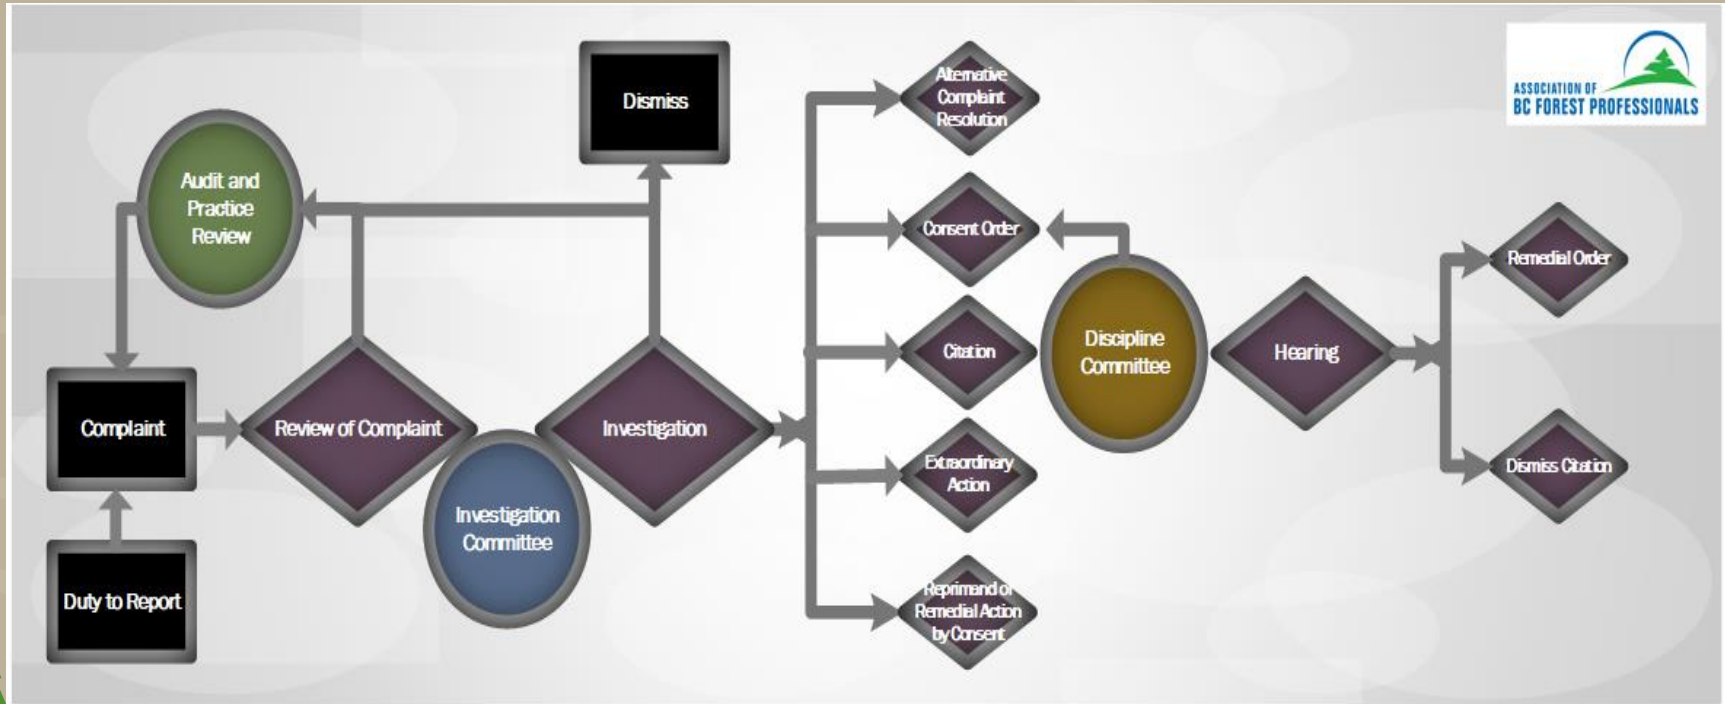 Dismiss
Alternative
Complaint
Resolution
ASSOCIATION OF
BC FOREST PROFESSIONALS
Audit and
Practice
Review
Consent Order
Remedial Order
Citation
Discipline
Committee
Hearing
Complaint
Review of Complaint
Investigation
Extraordinary
Action
Dismiss Citation
Investigation
Committee
Duty to Report
Reprimand or
Remedial Action
by Consent